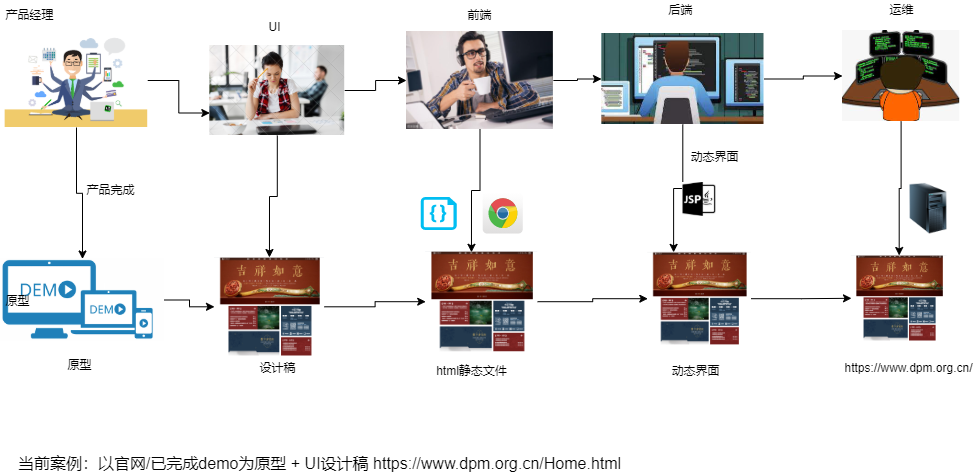 产品经理
UI
前端
后端
运维
产品完成
动态界面
JSP
DEMO
DEMO
原型
吉祥如意
吉祥如意
吉祥如意
吉祥如意
原型
设计稿
html静态文件
动态界面
https://www.dpm.org.cn/
当前案例：以官网/已完成demo为原型 + UI设计稿 https://www.dpm.org.cn/Home.html